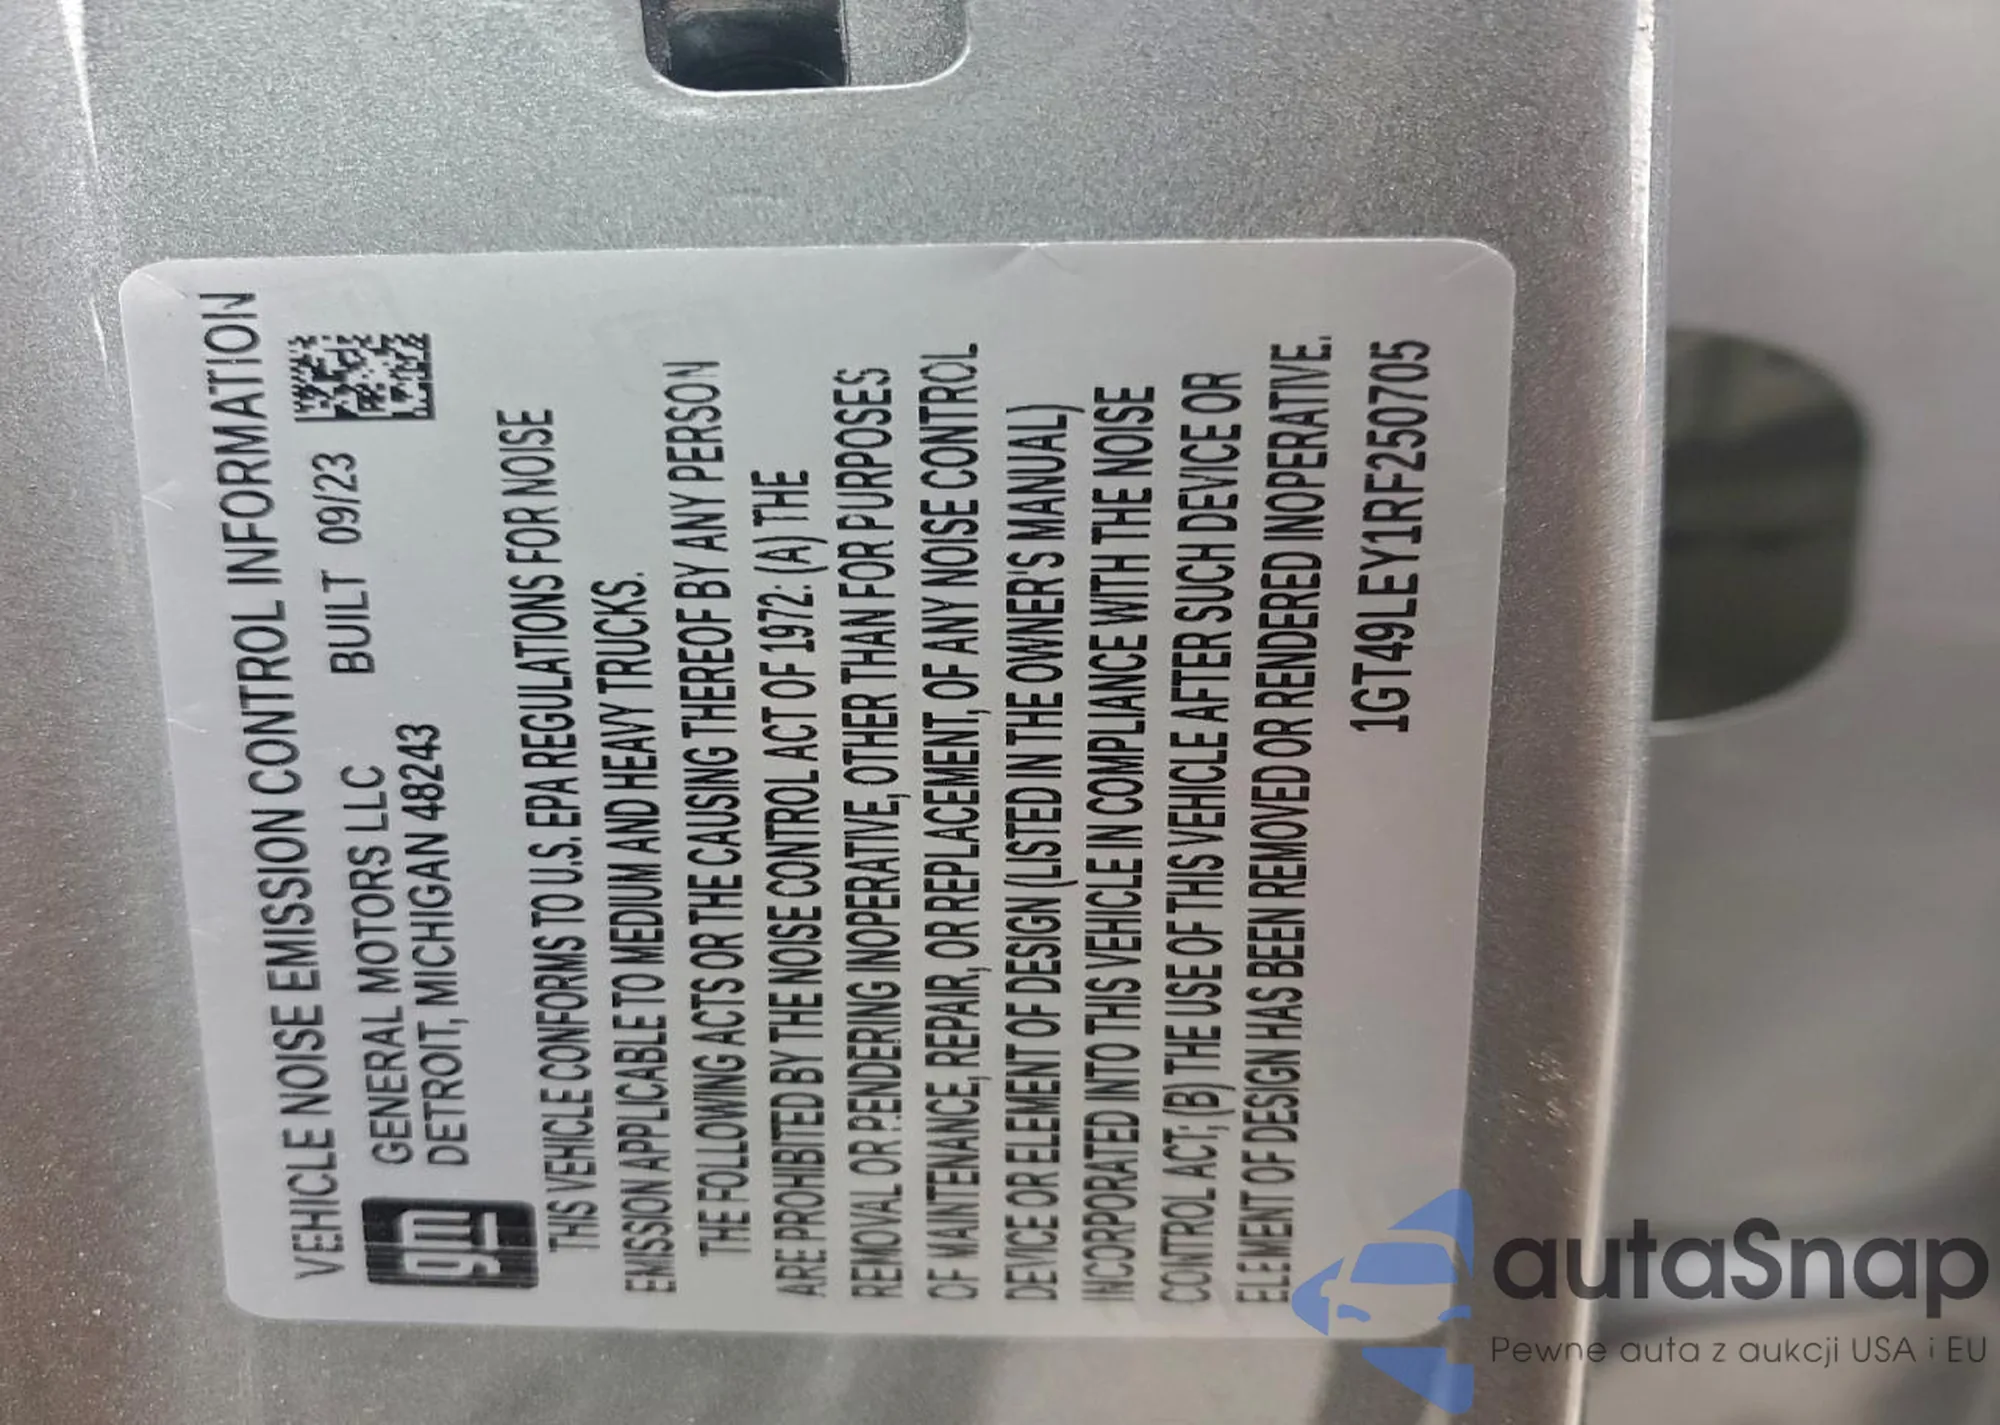 VEHICLE NOISE EMISSION CONTROL INFORMATION
gm
GENERAL MOTORS LLC BUILT 09/23
DETROIT, MICHIGAN 48243
THIS VEHICLE CONFORMS TO U.S. EPA REGULATIONS FOR NOISE
EMISSION APPLICABLE TO MEDIUM AND HEAVY TRUCKS.
THE FOLLOWING ACTS OR THE CAUSING THEREOF BY ANY PERSON
ARE PROHIBITED BY THE NOISE CONTROL ACT OF 1972: (A) THE
REMOVAL OR RENDERING INOPERATIVE, OTHER THAN FOR PURPOSES
OF MAINTENANCE, REPAIR, OR REPLACEMENT, OF ANY NOISE CONTROL
DEVICE OR ELEMENT OF DESIGN (LISTED IN THE OWNER'S MANUAL)
INCORPORATED INTO THIS VEHICLE IN COMPLIANCE WITH THE NOISE
CONTROL ACT; (B) THE USE OF THIS VEHICLE AFTER SUCH DEVICE OR
ELEMENT OF DESIGN HAS BEEN REMOVED OR RENDERED INOPERATIVE.
1GT49LEY1RF250705
autaSnap
Pewne auta z aukcji USA i EU